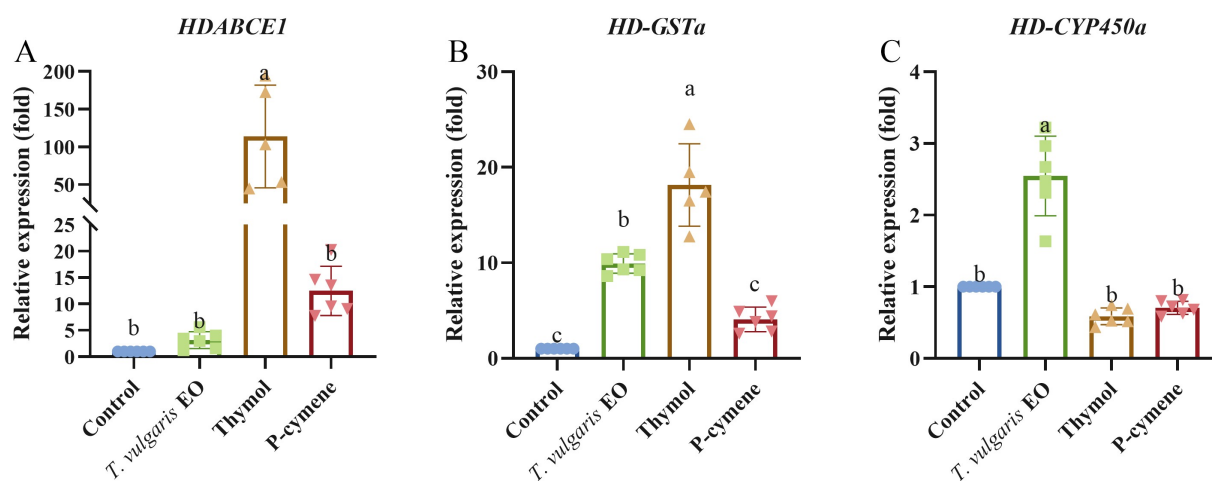 A
HDABCE1
Relative expression (fold)
200
150
100
50
25
20
15
10
5
0
b
b
a
b
Control
T. vulgaris EO
Thymol
P-cymene
B
HD-GSTa
Relative expression (fold)
30
20
10
0
c
b
a
c
Control
T. vulgaris EO
Thymol
P-cymene
C
HD-CYP450a
Relative expression (fold)
4
3
2
1
0
b
a
b
b
Control
T. vulgaris EO
Thymol
P-cymene